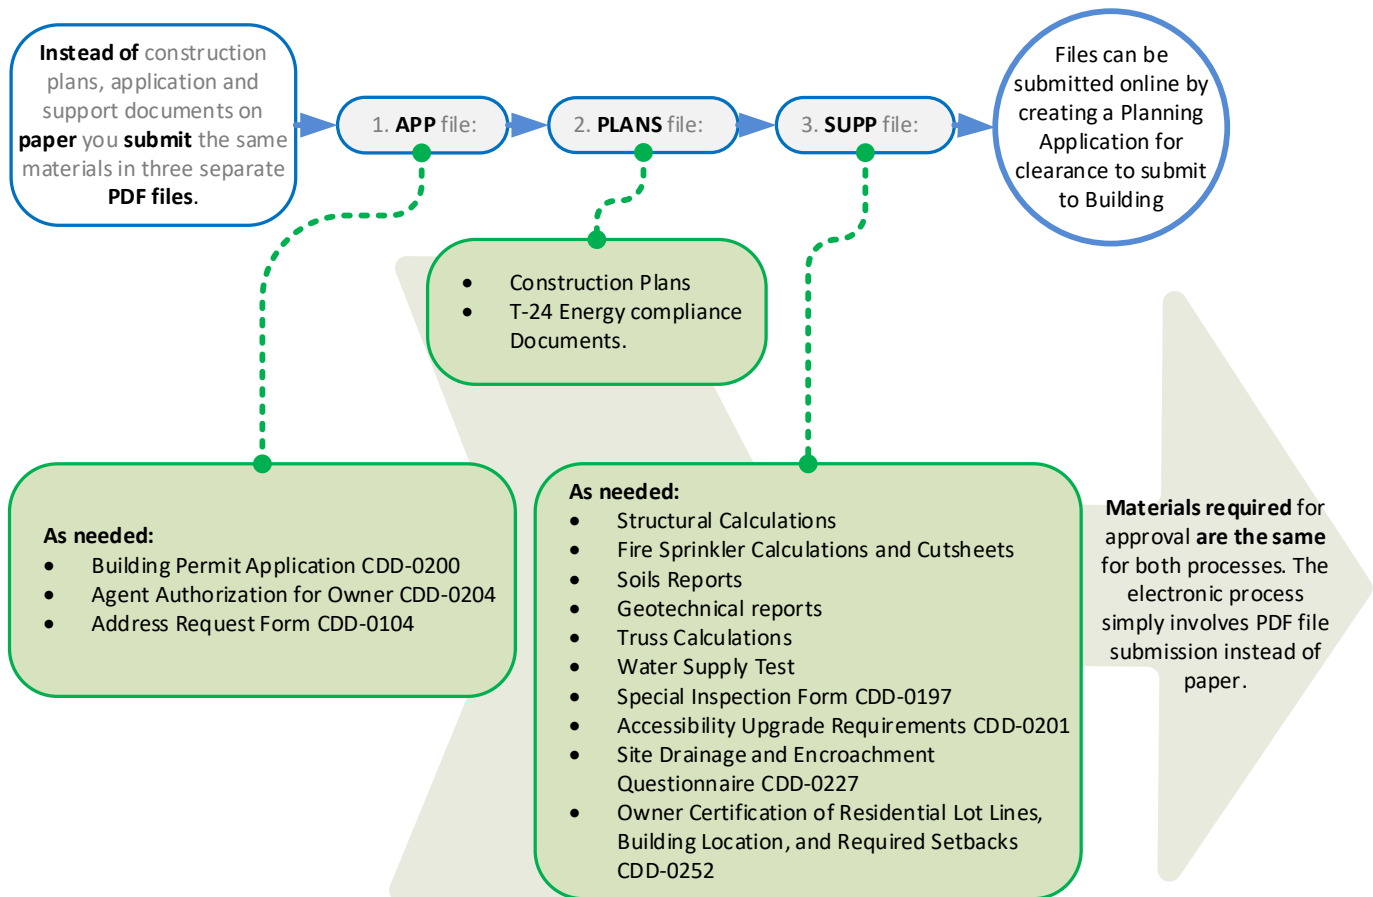 Instead of construction
plans, application and
support documents on
paper you submit the same
materials in three separate
PDF files.
1. APP file:
2. PLANS file:
3. SUPP file:
Files can be
submitted online by
creating a Planning
Application for
clearance to submit
to Building
• Construction Plans
• T-24 Energy compliance
Documents.
As needed:
• Building Permit Application CDD-0200
• Agent Authorization for Owner CDD-0204
• Address Request Form CDD-0104
As needed:
• Structural Calculations
• Fire Sprinkler Calculations and Cutsheets
• Soils Reports
• Geotechnical reports
• Truss Calculations
• Water Supply Test
• Special Inspection Form CDD-0197
• Accessibility Upgrade Requirements CDD-0201
• Site Drainage and Encroachment
Questionnaire CDD-0227
• Owner Certification of Residential Lot Lines,
Building Location, and Required Setbacks
CDD-0252
Materials required for
approval are the same
for both processes. The
electronic process
simply involves PDF file
submission instead of
paper.